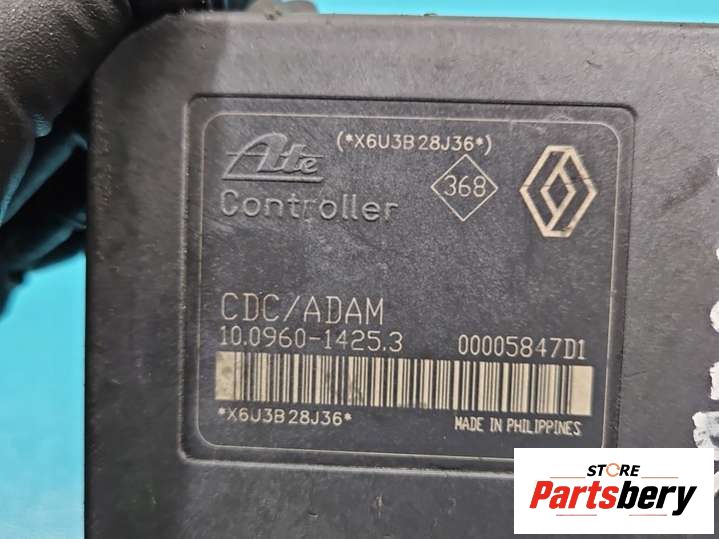 (*X6U3B28J36*)
Ate
368
Controller
CDC/ADAM
10.0960-1425.3 00005847D1
*X6U3B28J36* MADE IN PHILIPPINES
STORE
Partsbery